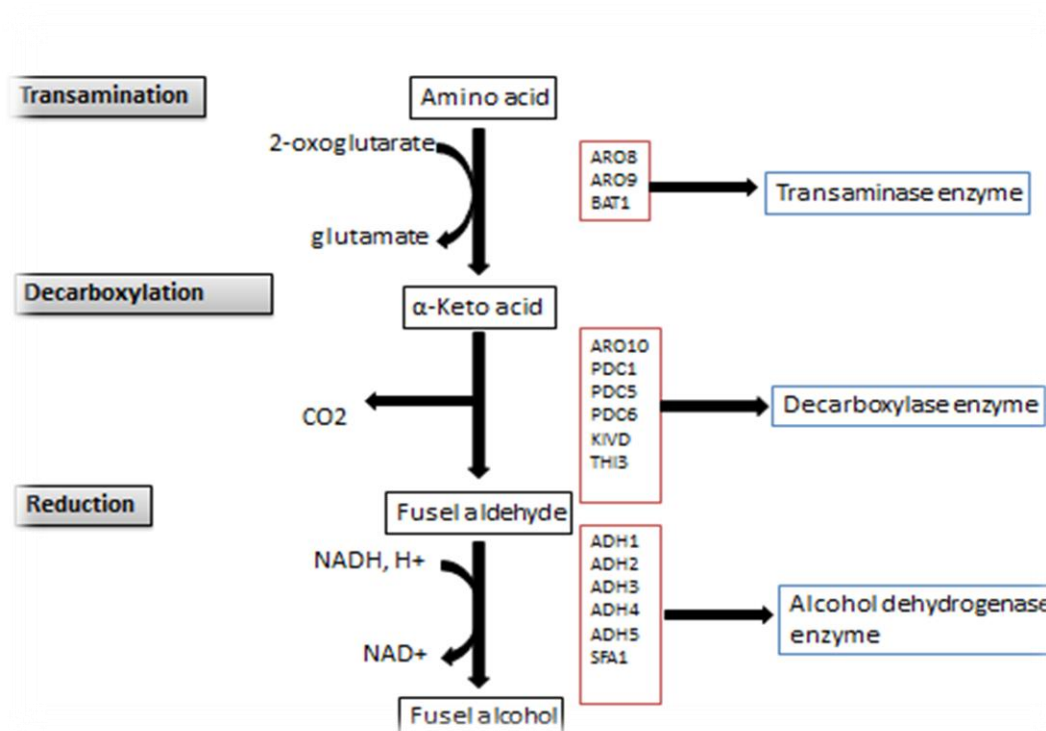 Transamination
Amino acid
2-oxoglutarate
glutamate
ARO8
ARO9
BAT1
Transaminase enzyme
Decarboxylation
α-Keto acid
CO2
ARO10
PDC1
PDC5
PDC6
KIVD
THI3
Decarboxylase enzyme
Reduction
Fusel aldehyde
NADH, H+
NAD+
ADH1
ADH2
ADH3
ADH4
ADH5
SFA1
Alcohol dehydrogenase
enzyme
Fusel alcohol